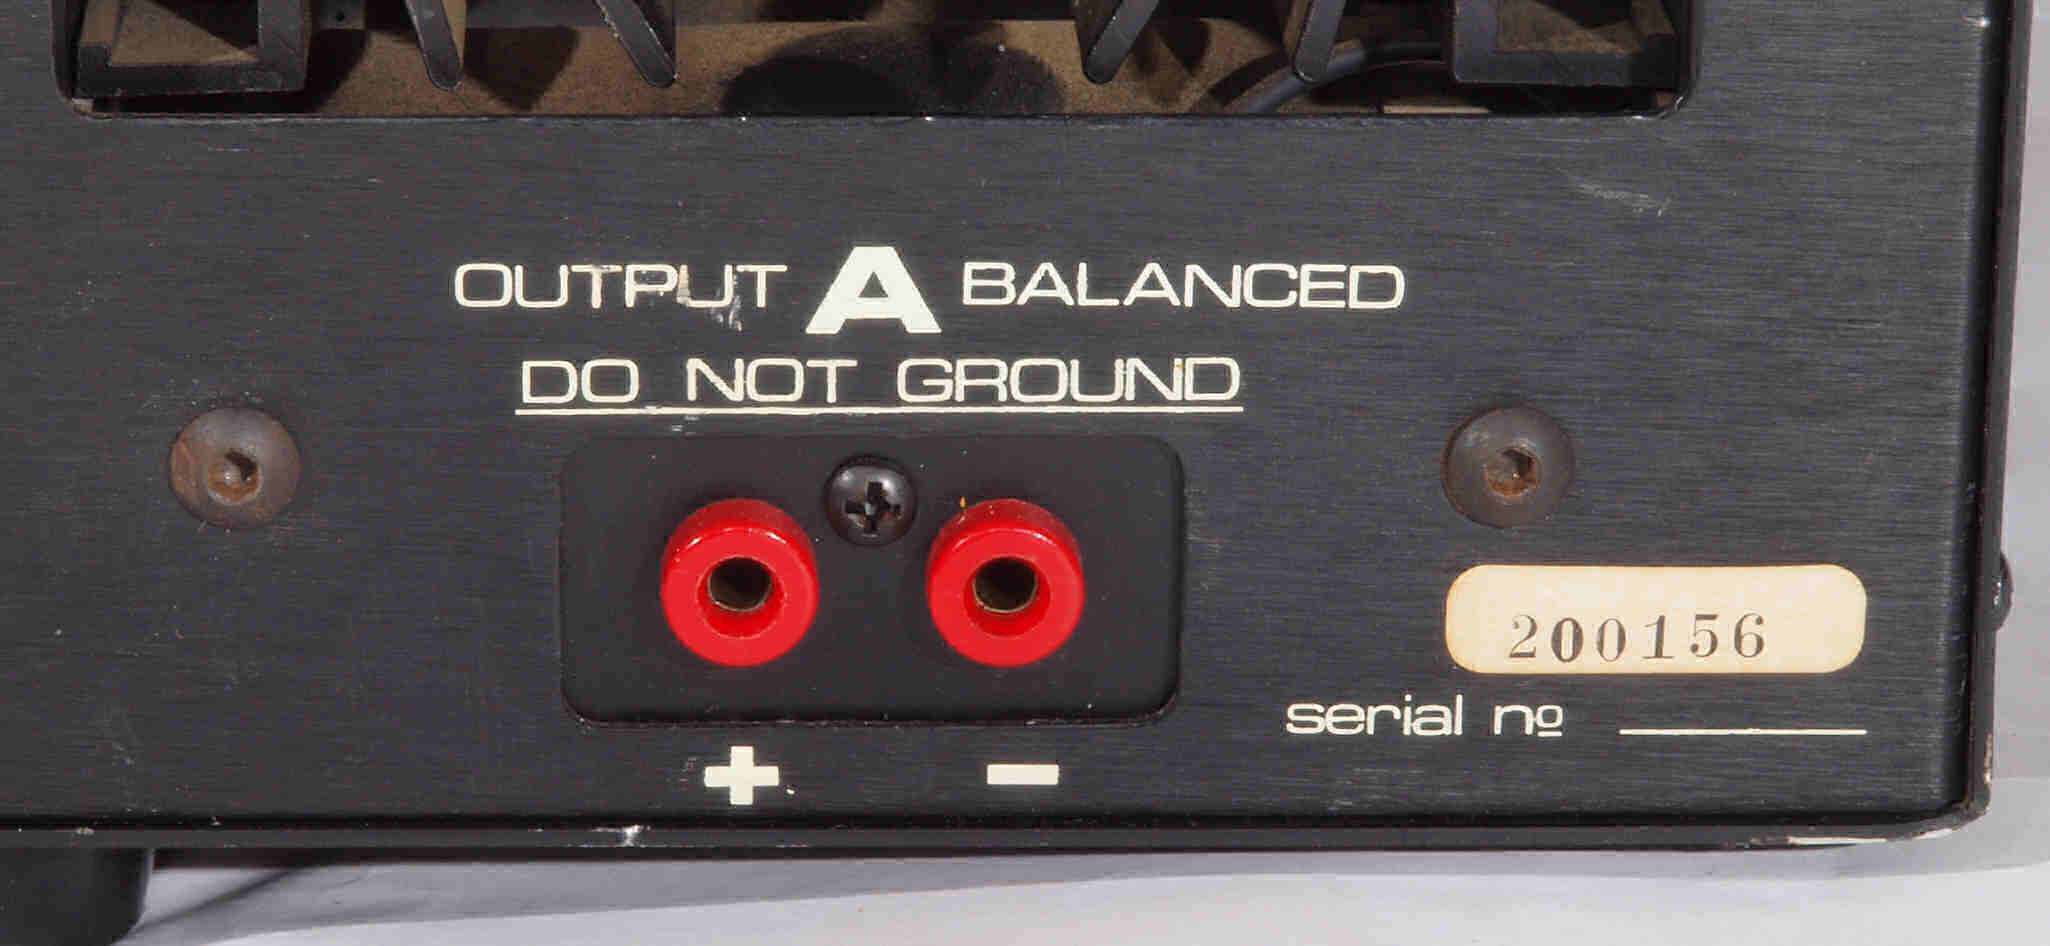 OUTPUT A BALANCED
DO NOT GROUND
200156
serial nº
+ −